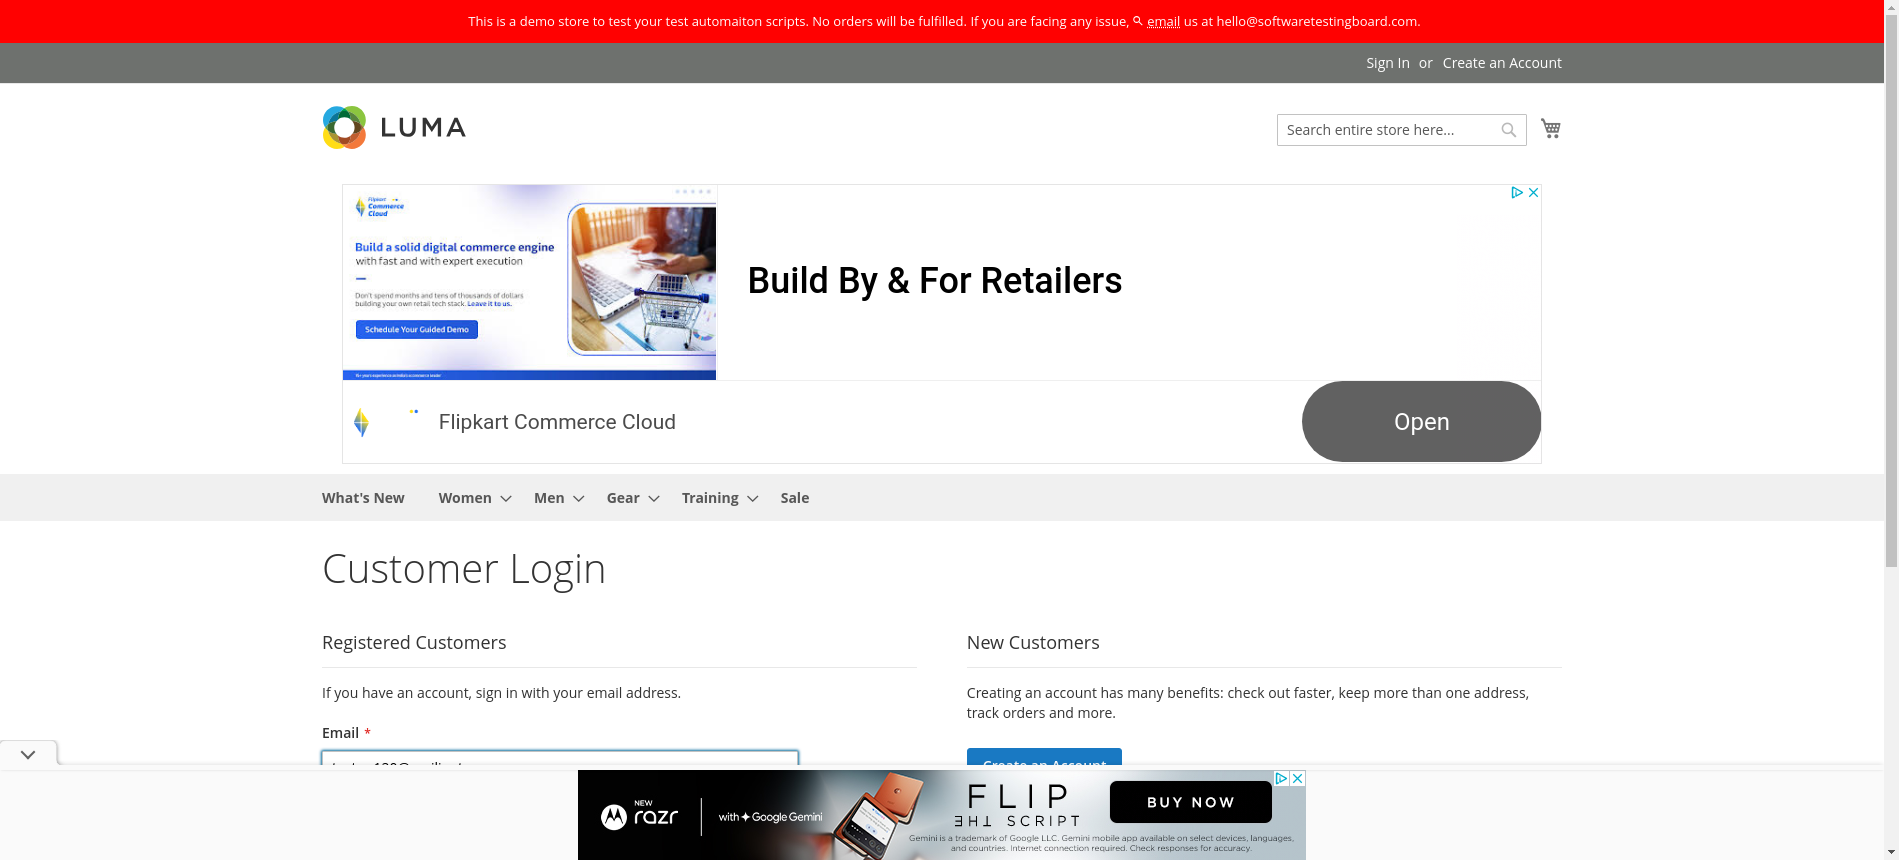 This is a demo store to test your test automaiton scripts. No orders will be fulfilled. If you are facing any issue, email us at hello@softwaretestingboard.com.
Sign In or Create an Account
LUMA
Search entire store here...
Flipkart
Commerce
Cloud
Build a solid digital commerce engine
with fast and with expert execution
Don't spend months and tens of thousands of dollars
building your own retail tech stack. Leave it to us.
Schedule Your Guided Demo
Build By & For Retailers
Flipkart Commerce Cloud
Open
What's New Women Men Gear Training Sale
Customer Login
Registered Customers
If you have an account, sign in with your email address.
Email *
New Customers
Creating an account has many benefits: check out faster, keep more than one address,
track orders and more.
Create an Account
NEW
razr
with Google Gemini
FLIP
THE SCRIPT
BUY NOW
Gemini is a trademark of Google LLC. Gemini mobile app available on select devices, languages,
and countries. Internet connection required. Check responses for accuracy.